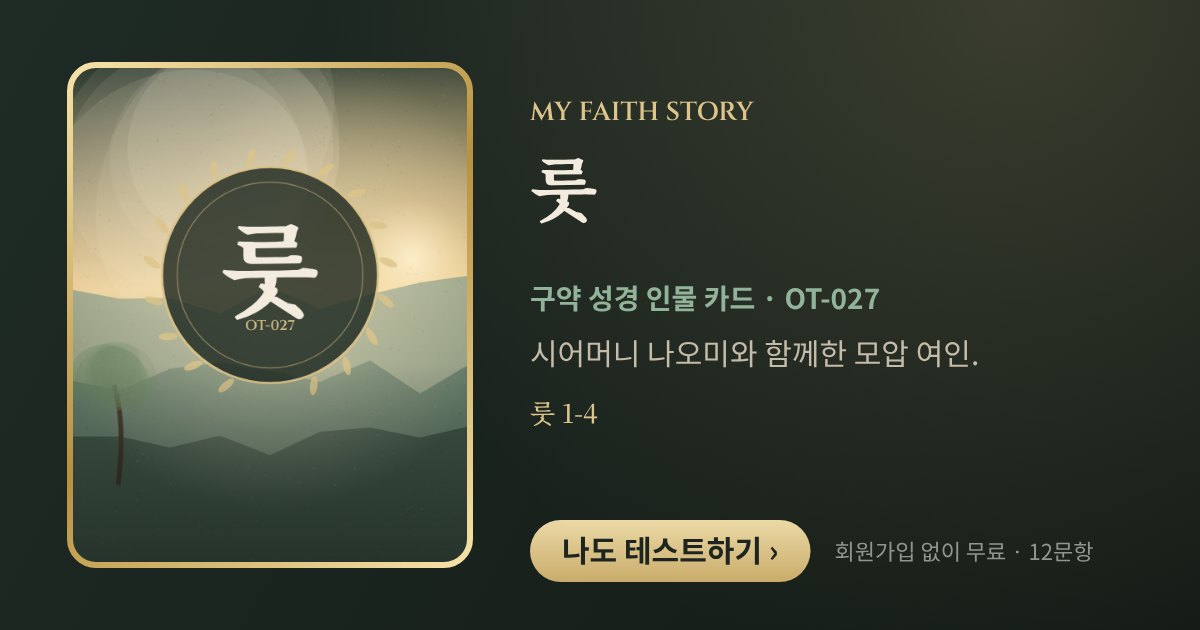 룻
OT-027
MY FAITH STORY
룻
구약 성경 인물 카드 · OT-027
시어머니 나오미와 함께한 모압 여인.
룻 1-4
나도 테스트하기 ›
회원가입 없이 무료 · 12문항